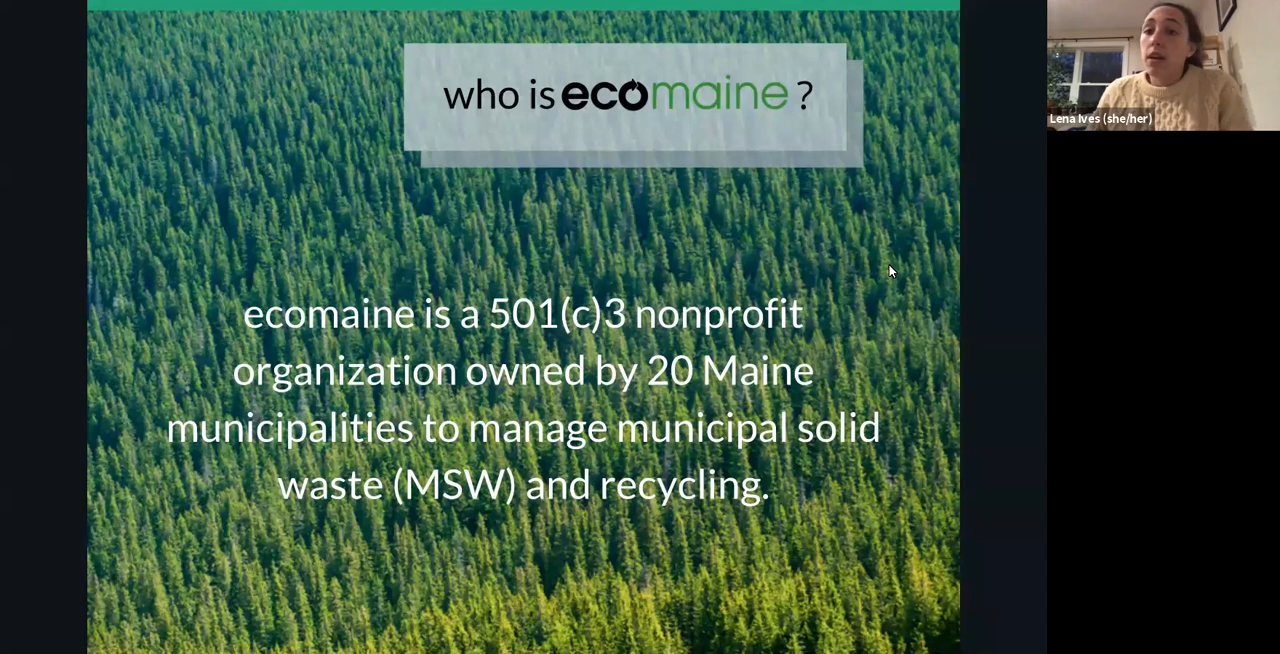 who is ecomaine ?
ecomaine is a 501(c)3 nonprofit
organization owned by 20 Maine
municipalities to manage municipal solid
waste (MSW) and recycling.
Lena Ives (she/her)